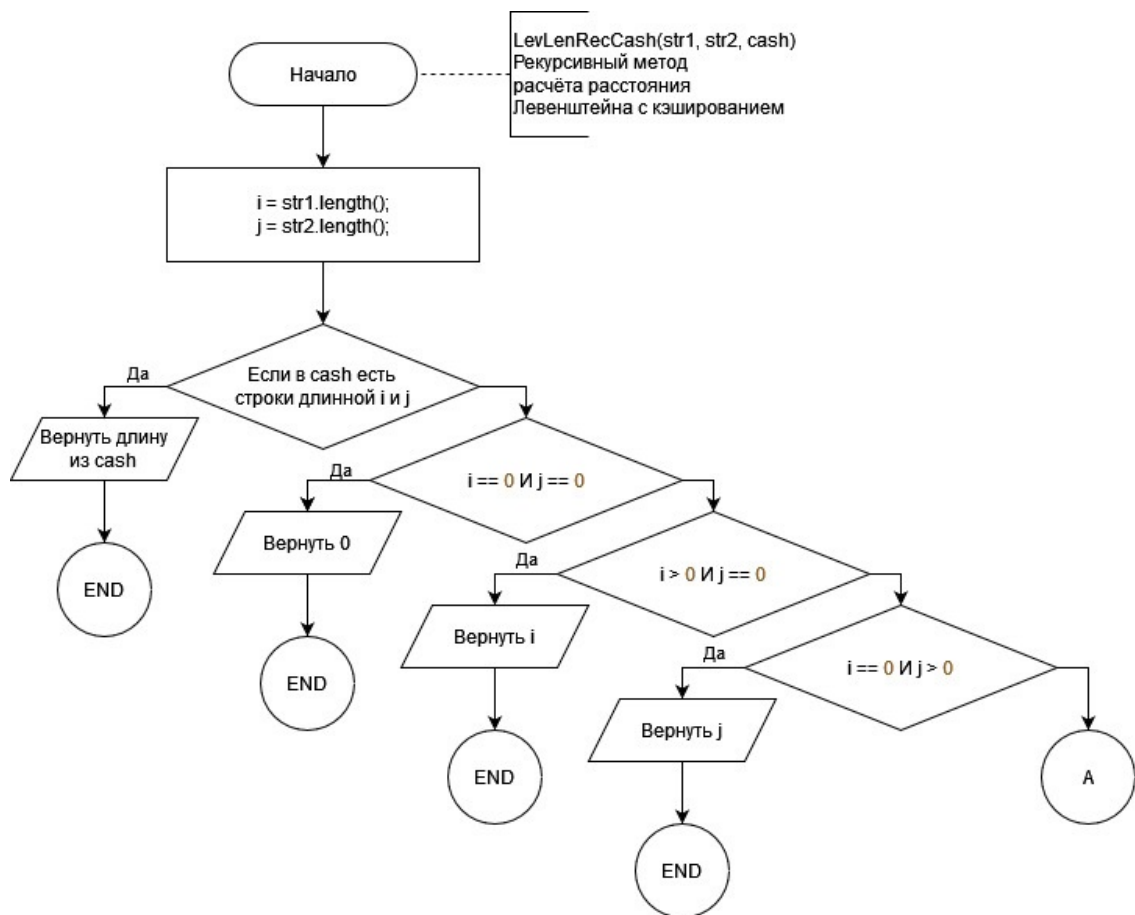 Начало
LevLenRecCash(str1, str2, cash)
Рекурсивный метод
расчёта расстояния
Левенштейна с кэшированием
i = str1.length();
j = str2.length();
Если в cash есть
строки длинной i и j
Да
Вернуть длину
из cash
END
i == 0 И j == 0
Да
Вернуть 0
END
i > 0 И j == 0
Да
Вернуть i
END
i == 0 И j > 0
Да
Вернуть j
END
A